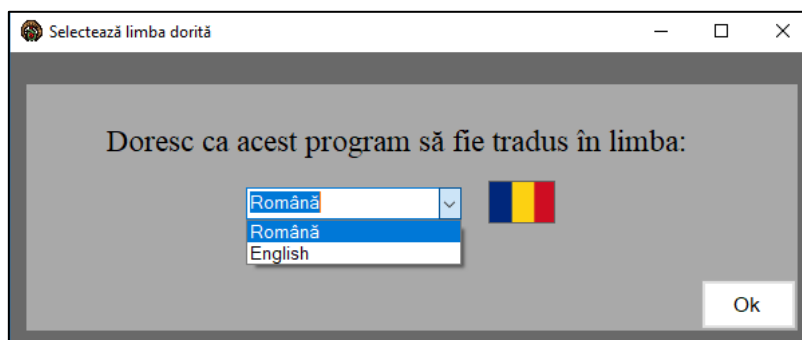 Selectează limba dorită
Doresc ca acest program să fie tradus în limba:
Română
Română
English
Ok